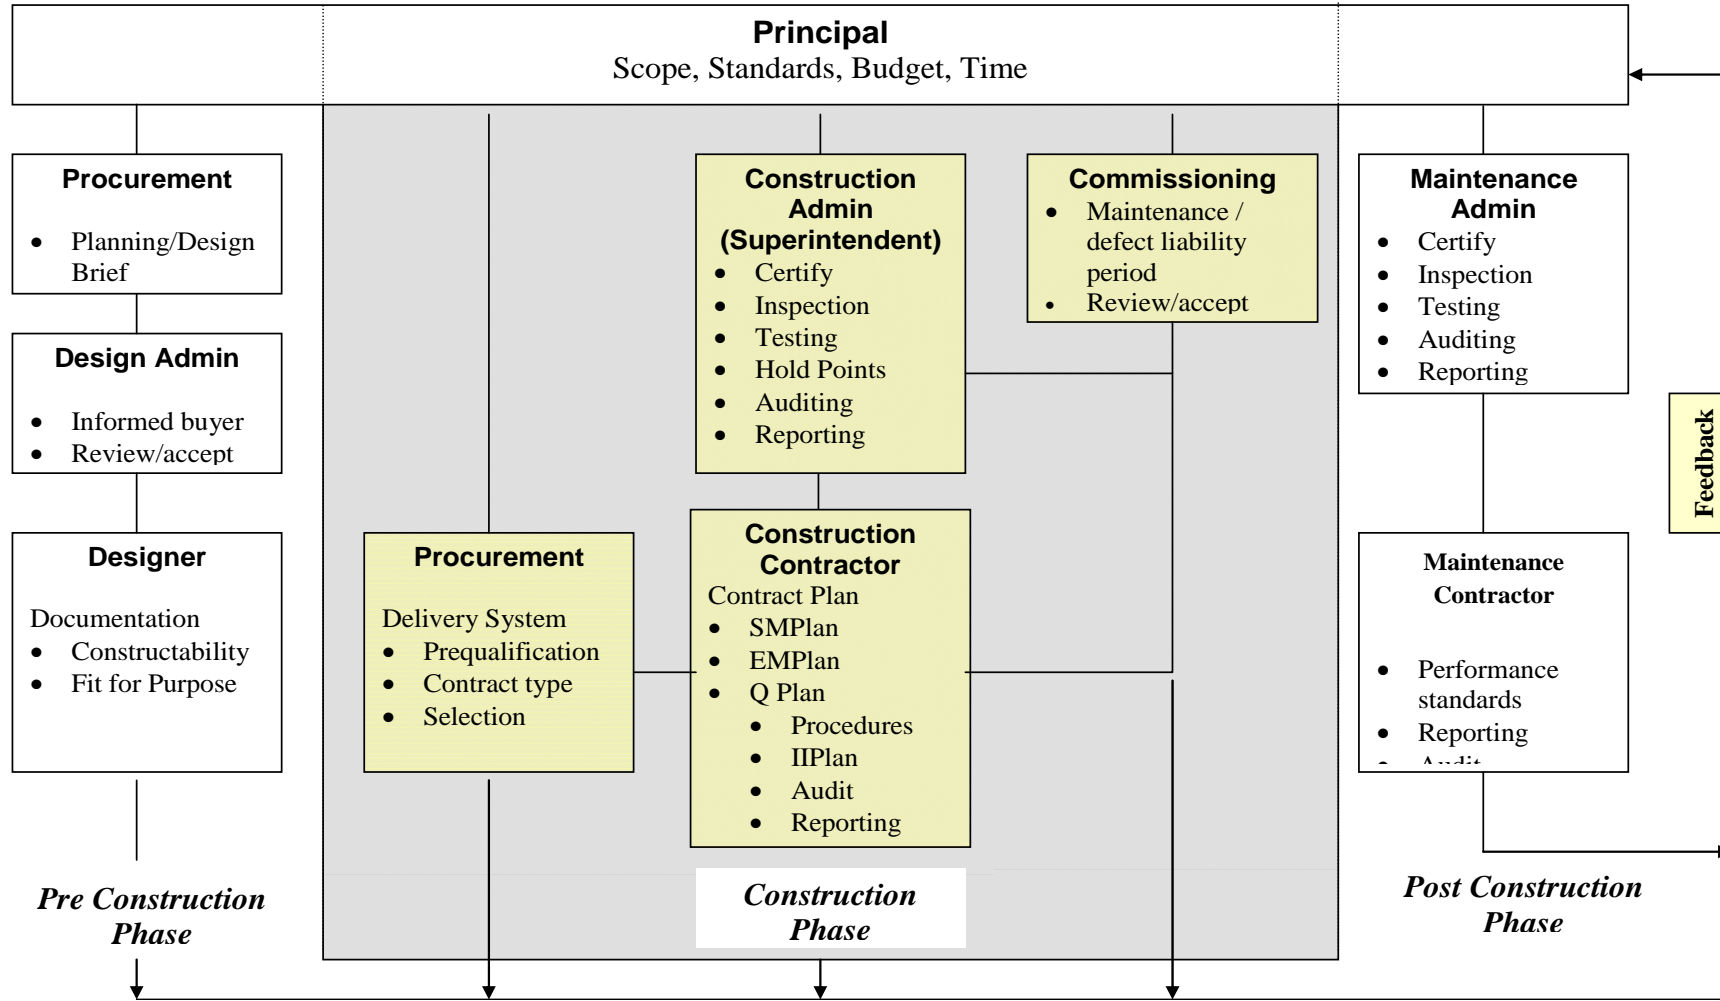 Principal
Scope, Standards, Budget, Time
Procurement
• Planning/Design
Brief
Design Admin
• Informed buyer
• Review/accept
Designer
Documentation
• Constructability
• Fit for Purpose
Pre Construction
Phase
Procurement
Delivery System
• Prequalification
• Contract type
• Selection
Construction
Admin
(Superintendent)
• Certify
• Inspection
• Testing
• Hold Points
• Auditing
• Reporting
Construction
Contractor
Contract Plan
• SMPlan
• EMPlan
• Q Plan
• Procedures
• IIPlan
• Audit
• Reporting
Construction
Phase
Commissioning
• Maintenance /
defect liability
period
• Review/accept
Maintenance
Admin
• Certify
• Inspection
• Testing
• Auditing
• Reporting
Maintenance
Contractor
• Performance
standards
• Reporting
• Audit
Post Construction
Phase
Feedback